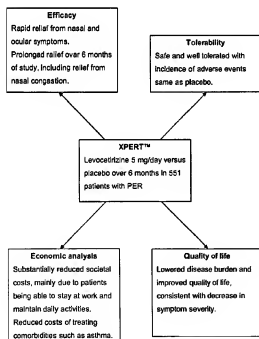 Efficacy
Rapid relief from nasal and
ocular symptoms.
Prolonged relief over 6 months
of study, including relief from
nasal congestion.
Tolerability
Safe and well tolerated with
incidence of adverse events
same as placebo.
XPERT™
Levocetirizine 5 mg/day versus
placebo over 6 months in 551
patients with PER
Economic analysis
Substantially reduced societal
costs, mainly due to patients
being able to stay at work and
maintain daily activities.
Reduced costs of treating
comorbidities such as asthma.
Quality of life
Lowered disease burden and
improved quality of life,
consistent with decrease in
symptom severity.